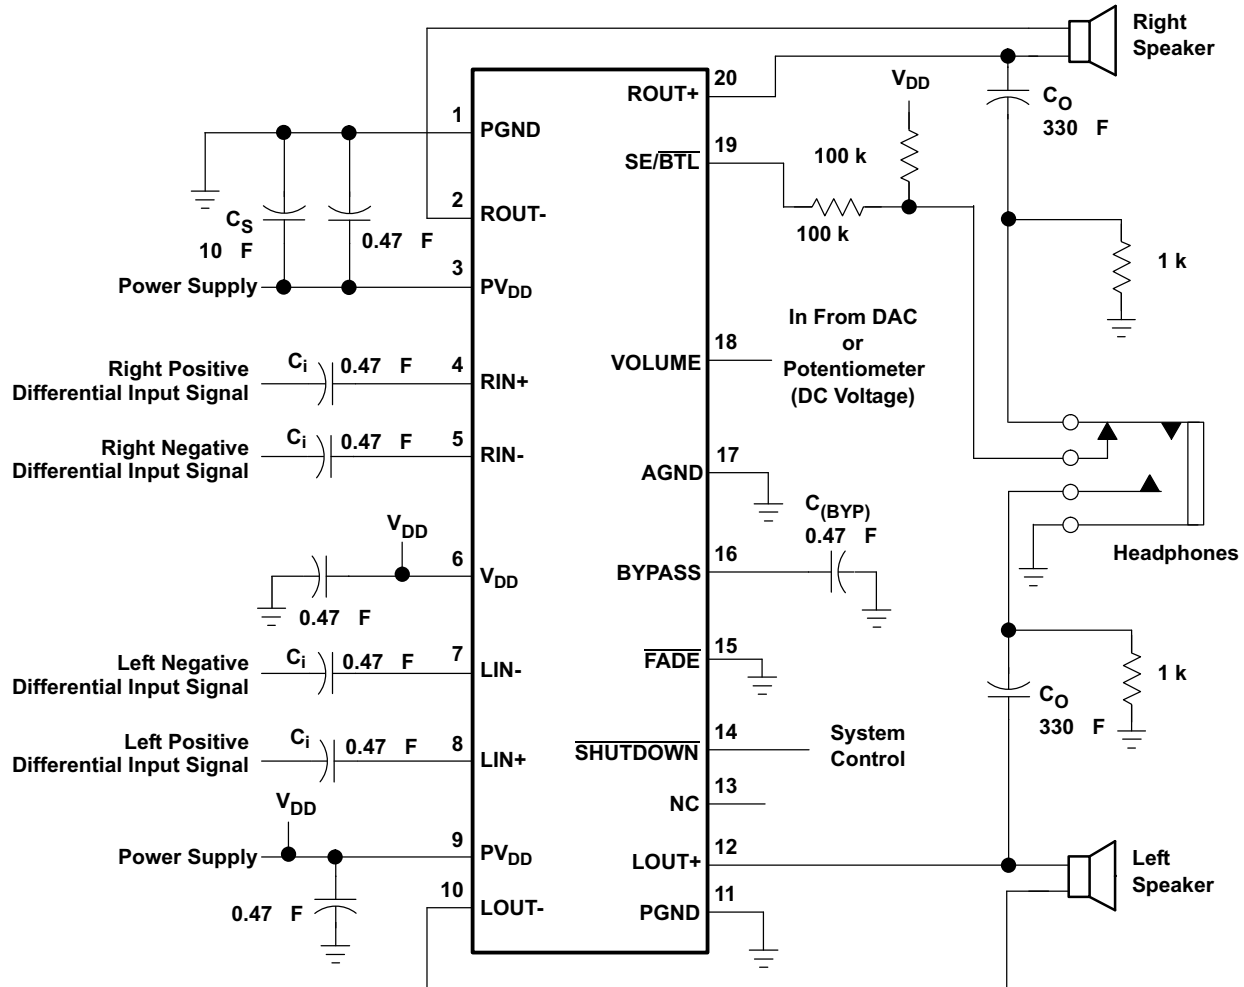 Right
Speaker
20
ROUT+
VDD
CO
330 F
1
PGND
19
SE/BTL
100 k
100 k
2
ROUT-
CS
10 F
0.47 F
1 k
3
Power Supply
PVDD
In From DAC
or
Potentiometer
(DC Voltage)
18
VOLUME
Right Positive
Differential Input Signal
Ci
0.47 F
4
RIN+
Right Negative
Differential Input Signal
Ci
0.47 F
5
RIN-
17
AGND
C(BYP)
0.47 F
Headphones
VDD
6
VDD
0.47 F
16
BYPASS
15
FADE
Left Negative
Differential Input Signal
Ci
0.47 F
7
LIN-
1 k
CO
330 F
Left Positive
Differential Input Signal
Ci
0.47 F
8
LIN+
14
SHUTDOWN
System
Control
13
NC
VDD
Power Supply
9
PVDD
12
LOUT+
Left
Speaker
0.47 F
10
LOUT-
11
PGND